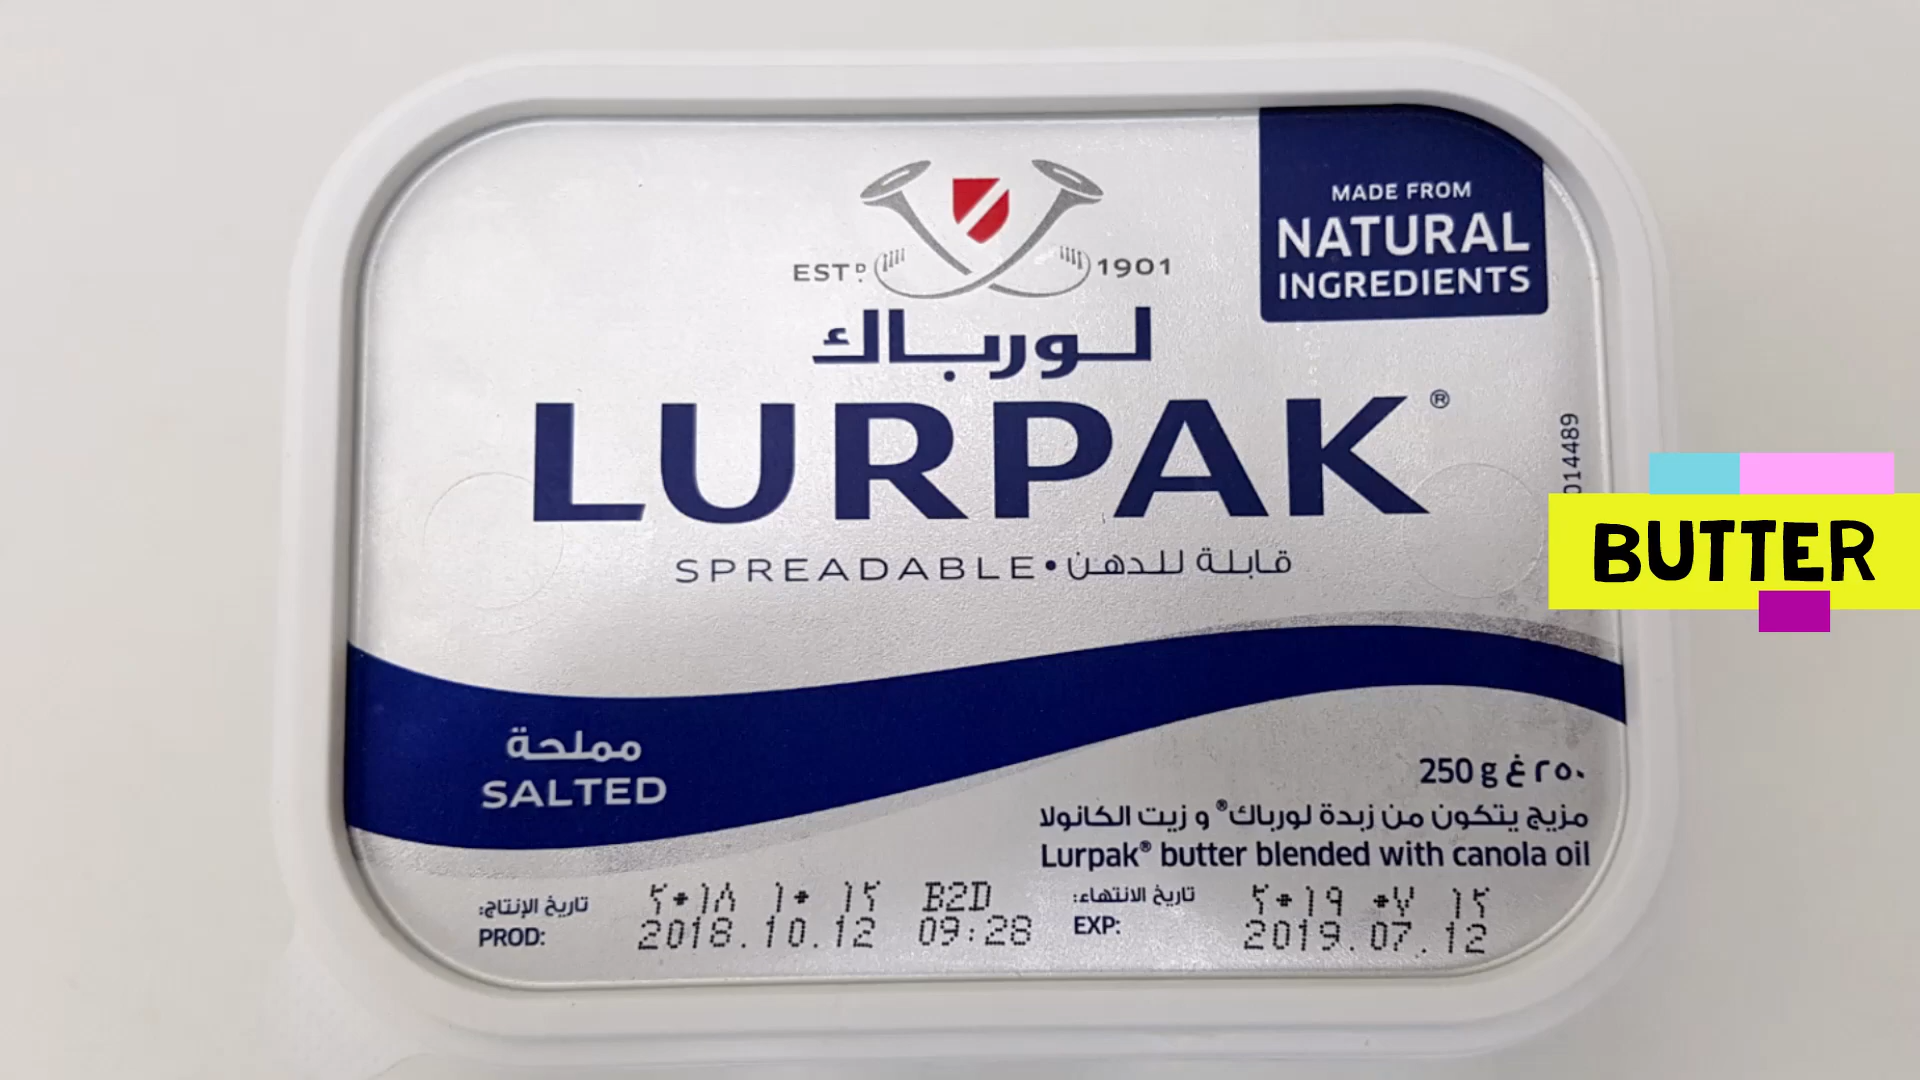 MADE FROM
NATURAL
INGREDIENTS
ESTD 1901
لورباك
LURPAK®
SPREADABLE • قابلة للدهن
014489
BUTTER
مملحة
SALTED
250 g ٢٥٠ غ
مزيج يتكون من زبدة لورباك® و زيت الكانولا
Lurpak® butter blended with canola oil
تاريخ الإنتاج: ٢٠١٨ ١٠ ١٢ B2D
PROD: 2018.10.12 09:28
تاريخ الانتهاء: ٢٠١٩ ٠٧ ١٢
EXP: 2019.07.12